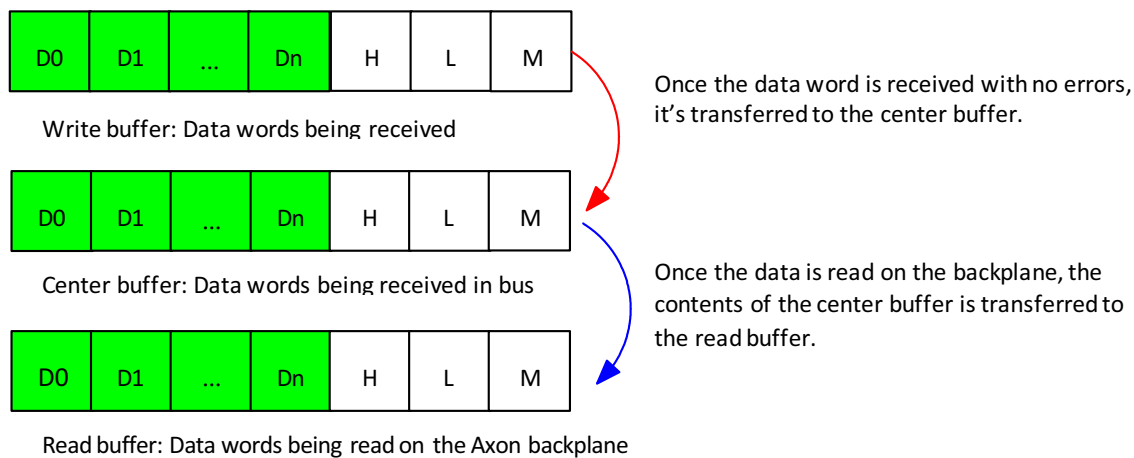 D0 D1 ... Dn H L M
Once the data word is received with no errors,
it's transferred to the center buffer.
Write buffer: Data words being received
D0 D1 ... Dn H L M
Center buffer: Data words being received in bus
Once the data is read on the backplane, the
contents of the center buffer is transferred to
the read buffer.
D0 D1 ... Dn H L M
Read buffer: Data words being read on the Axon backplane